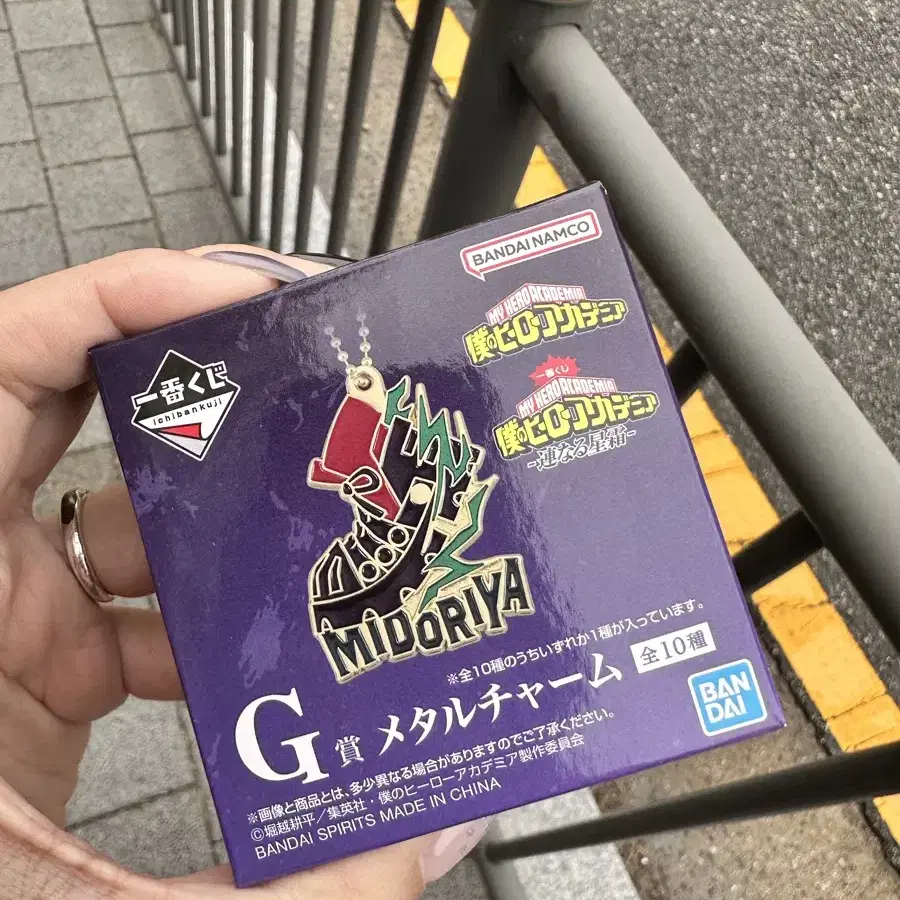 BANDAI NAMCO
MY HERO ACADEMIA
僕のヒーローアカデミア
一番くじ
ichibankuji
一番くじ
MY HERO ACADEMIA
僕のヒーローアカデミア
-連なる星霜-
MIDORIYA
※全10種のうちいずれか1種が入っています。
G賞 メタルチャーム 全10種
BAN
DAI
※画像と商品とは、多少異なる場合がありますのでご了承ください。
©堀越耕平／集英社・僕のヒーローアカデミア製作委員会
BANDAI SPIRITS MADE IN CHINA